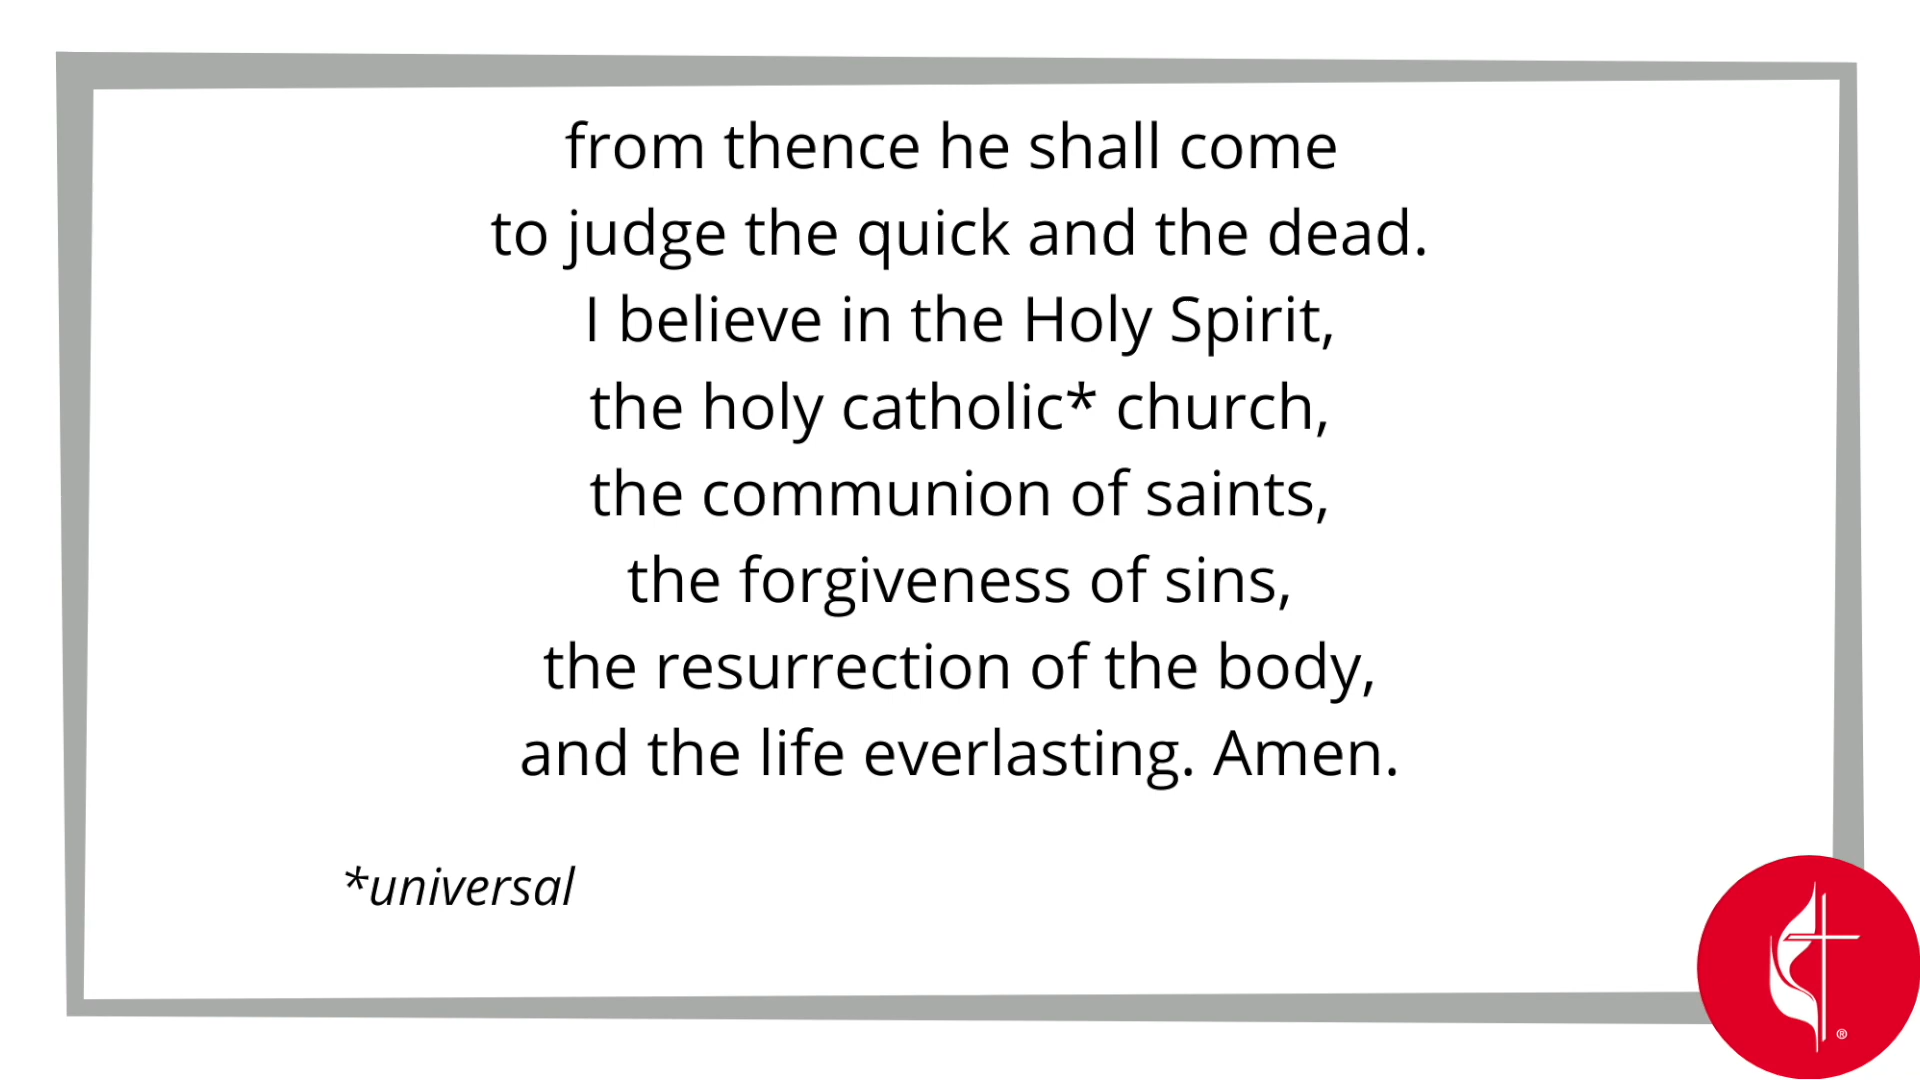 from thence he shall come
to judge the quick and the dead.
I believe in the Holy Spirit,
the holy catholic* church,
the communion of saints,
the forgiveness of sins,
the resurrection of the body,
and the life everlasting. Amen.
*universal
®